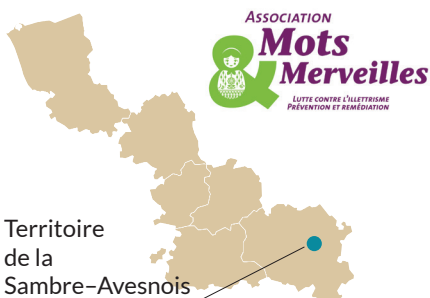 ASSOCIATION
Mots
& Merveilles
LUTTE CONTRE L'ILLETTRISME
PRÉVENTION ET REMÉDIATION
Territoire
de la
Sambre–Avesnois